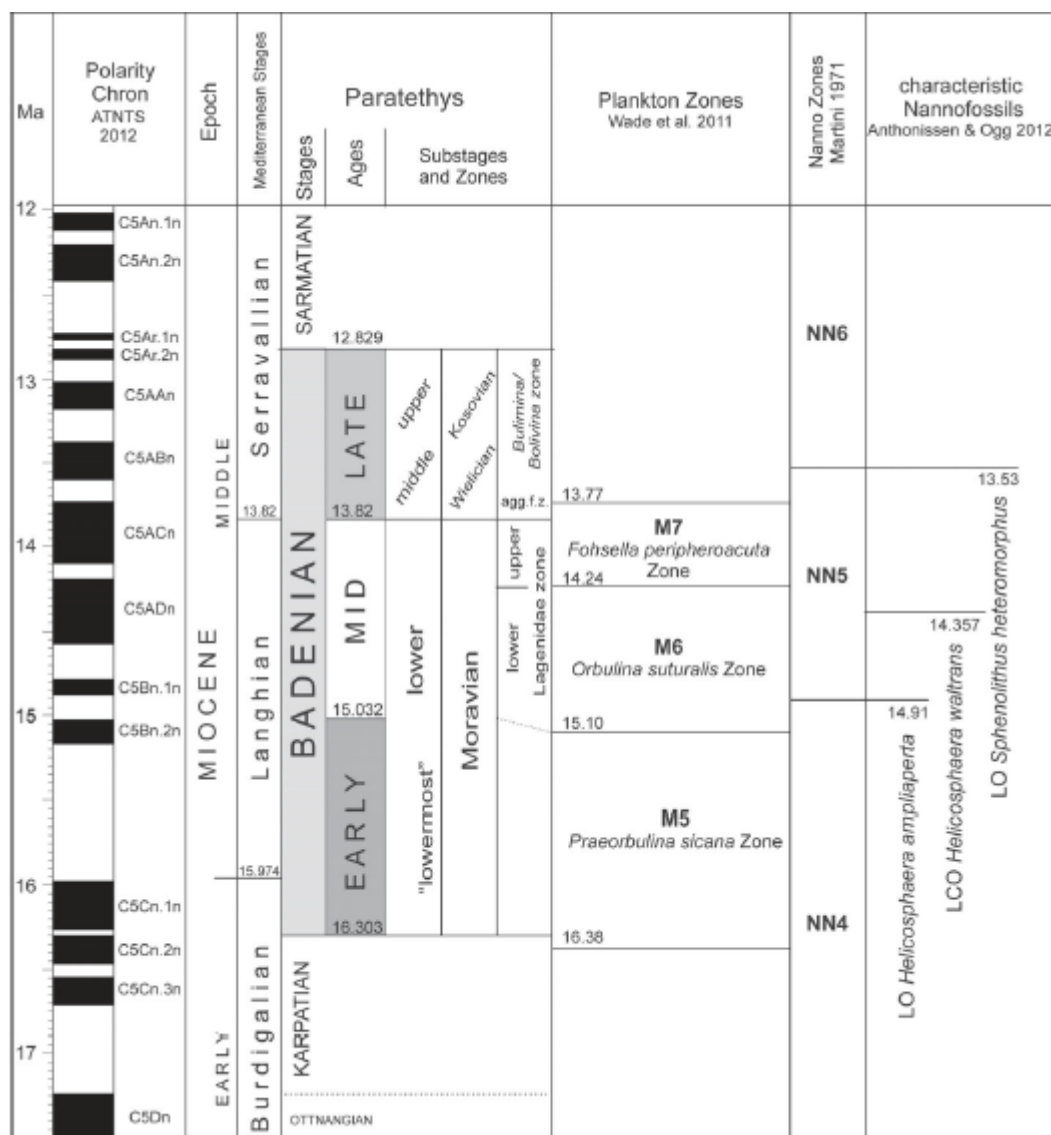 Ma
Polarity
Chron
ATNTS
2012
Epoch
Mediterranean Stages
Paratethys
Stages
Ages
Substages
and Zones
Plankton Zones
Wade et al. 2011
Nanno Zones
Martini 1971
characteristic
Nannofossils
Anthonissen & Ogg 2012
12
13
14
15
16
17
C5An.1n
C5An.2n
C5Ar.1n
C5Ar.2n
C5AAn
C5ABn
C5ACn
C5ADn
C5Bn.1n
C5Bn.2n
C5Cn.1n
C5Cn.2n
C5Cn.3n
C5Dn
MIOCENE
MIDDLE
EARLY
Serravallian
13.82
Langhian
15.974
Burdigalian
SARMATIAN
BADENIAN
KARPATIAN
OTTNANGIAN
12.829
LATE
13.82
MID
15.032
EARLY
16.303
upper
middle
lower
"lowermost"
Kosovian
Wielician
Moravian
Bulimina/
Bolivina zone
agg.f.z.
upper
lower
Lagenidae zone
13.77
M7
Fohsella peripheroacuta
Zone
14.24
M6
Orbulina suturalis Zone
15.10
M5
Praeorbulina sicana Zone
16.38
NN6
NN5
NN4
13.53
LO Sphenolithus heteromorphus
14.357
LCO Helicosphaera waltrans
14.91
LO Helicosphaera ampliaperta